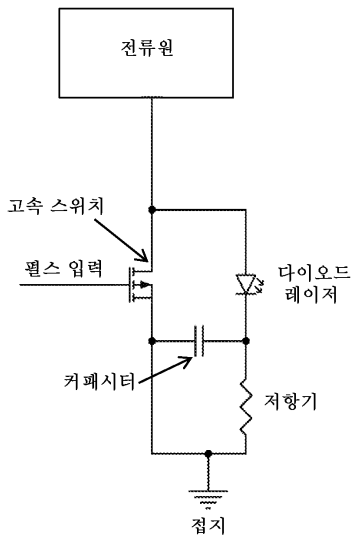 전류원
고속 스위치
펄스 입력
다이오드
레이저
커패시터
저항기
접지